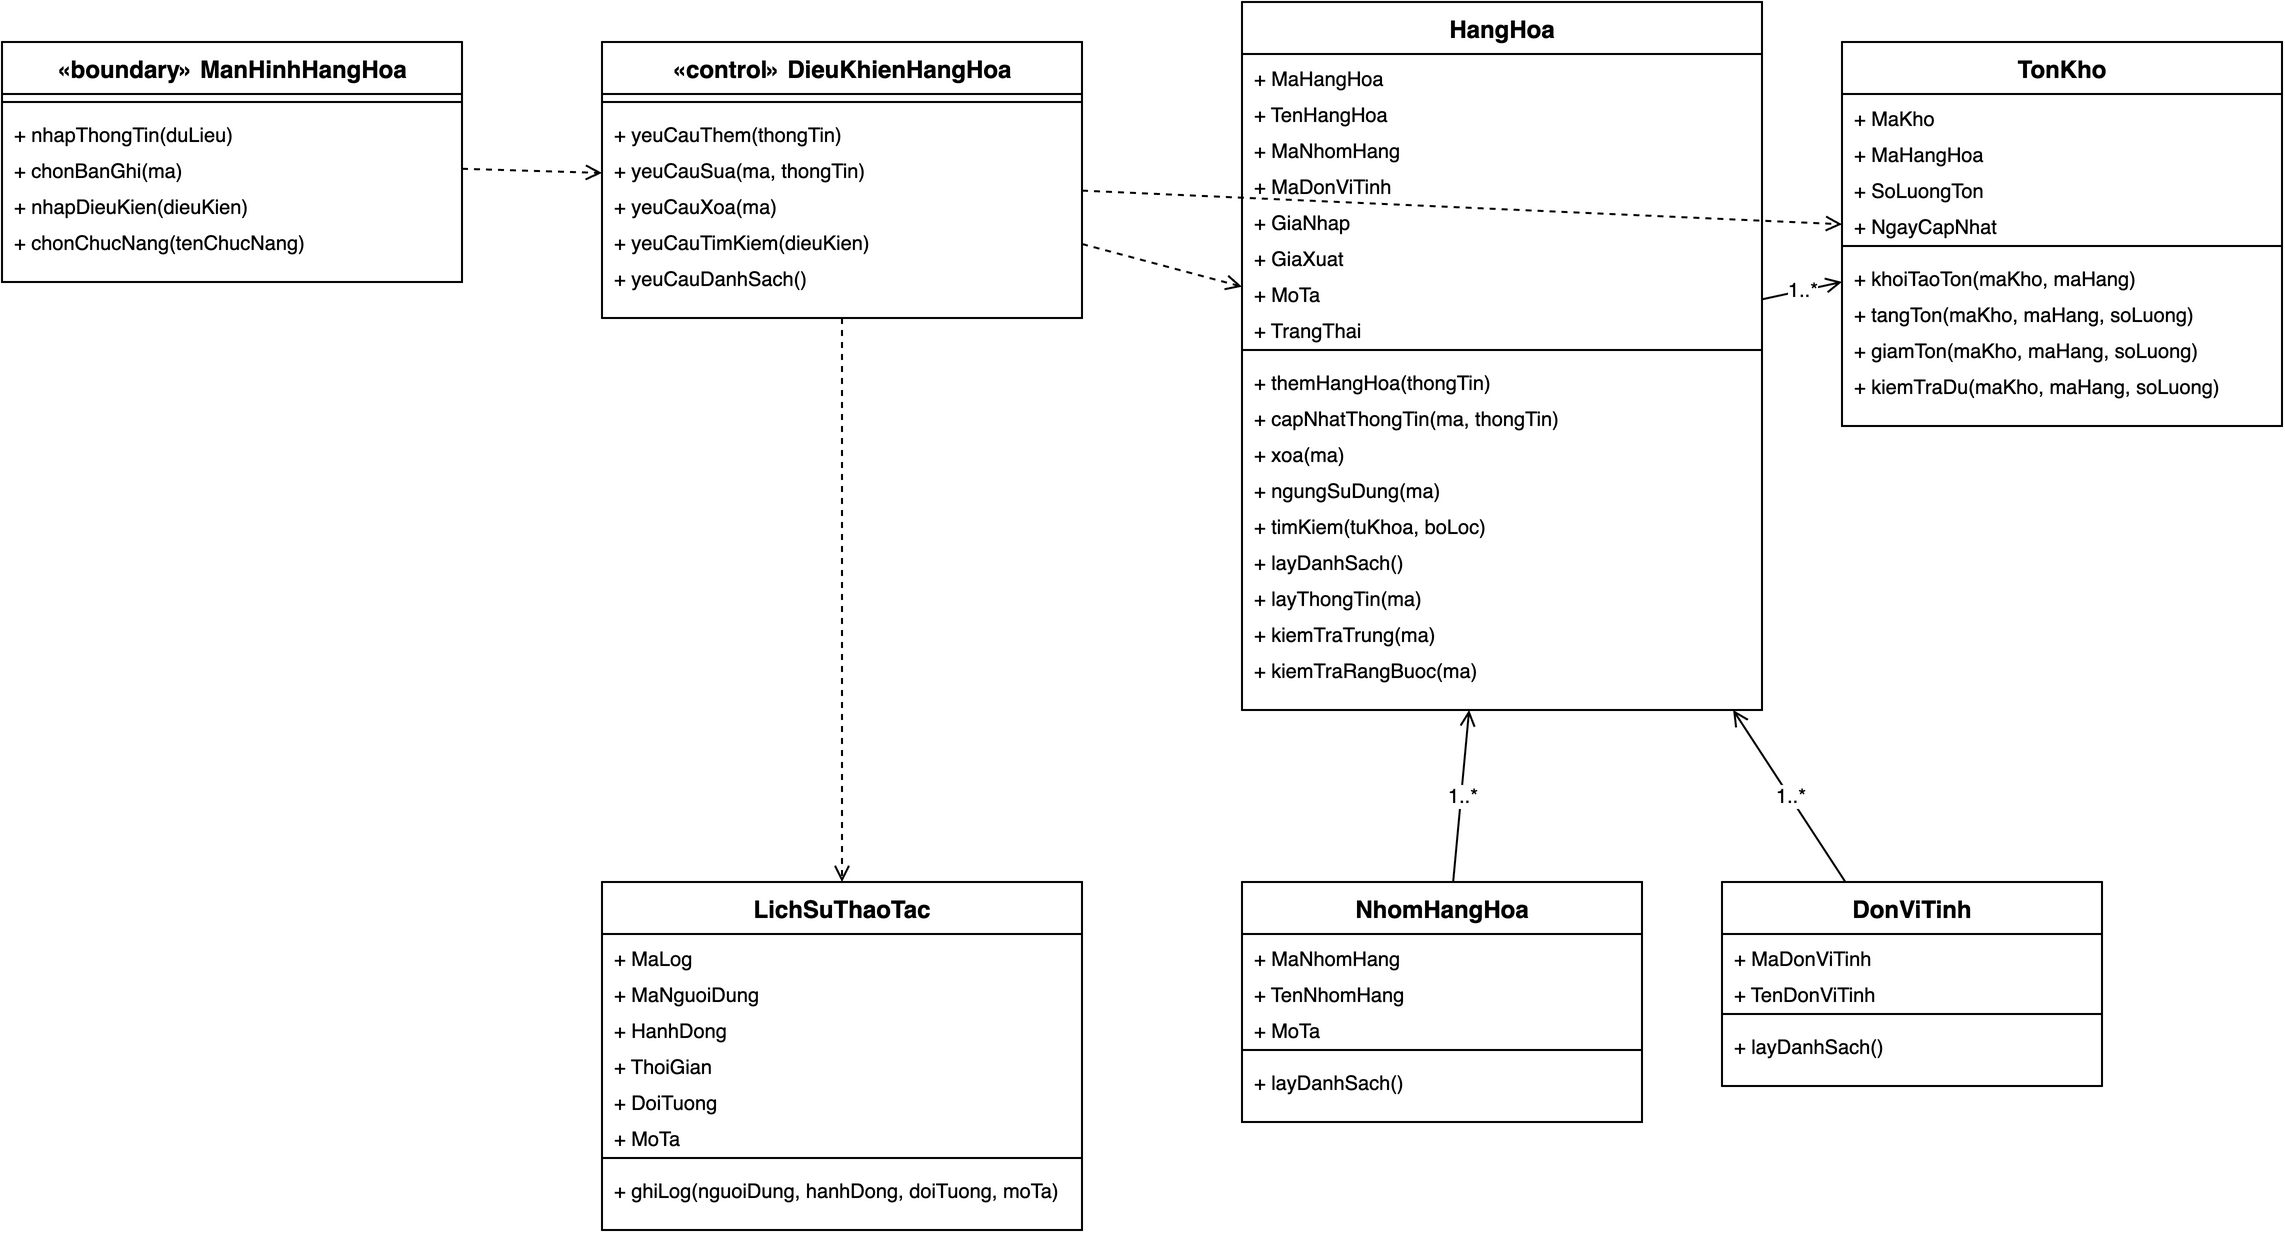 «boundary» ManHinhHangHoa
+ nhapThongTin(duLieu)
+ chonBanGhi(ma)
+ nhapDieuKien(dieuKien)
+ chonChucNang(tenChucNang)
«control» DieuKhienHangHoa
+ yeuCauThem(thongTin)
+ yeuCauSua(ma, thongTin)
+ yeuCauXoa(ma)
+ yeuCauTimKiem(dieuKien)
+ yeuCauDanhSach()
HangHoa
+ MaHangHoa
+ TenHangHoa
+ MaNhomHang
+ MaDonViTinh
+ GiaNhap
+ GiaXuat
+ MoTa
+ TrangThai
+ themHangHoa(thongTin)
+ capNhatThongTin(ma, thongTin)
+ xoa(ma)
+ ngungSuDung(ma)
+ timKiem(tuKhoa, boLoc)
+ layDanhSach()
+ layThongTin(ma)
+ kiemTraTrung(ma)
+ kiemTraRangBuoc(ma)
1..*
TonKho
+ MaKho
+ MaHangHoa
+ SoLuongTon
+ NgayCapNhat
+ khoiTaoTon(maKho, maHang)
+ tangTon(maKho, maHang, soLuong)
+ giamTon(maKho, maHang, soLuong)
+ kiemTraDu(maKho, maHang, soLuong)
1..*
1..*
LichSuThaoTac
+ MaLog
+ MaNguoiDung
+ HanhDong
+ ThoiGian
+ DoiTuong
+ MoTa
+ ghiLog(nguoiDung, hanhDong, doiTuong, moTa)
NhomHangHoa
+ MaNhomHang
+ TenNhomHang
+ MoTa
+ layDanhSach()
DonViTinh
+ MaDonViTinh
+ TenDonViTinh
+ layDanhSach()